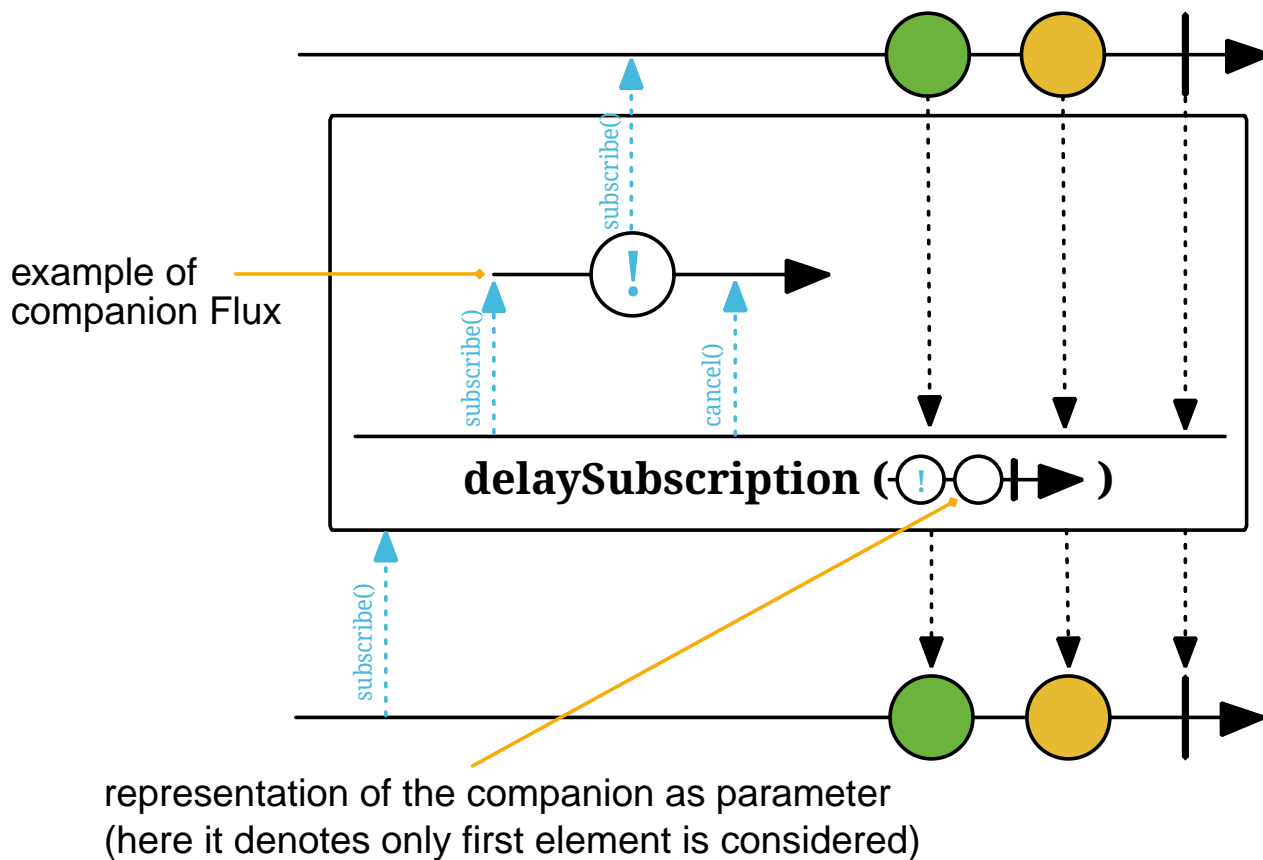 subscribe()
!
example of
companion Flux
subscribe()
cancel()
delaySubscription ( ! )
subscribe()
representation of the companion as parameter
(here it denotes only first element is considered)